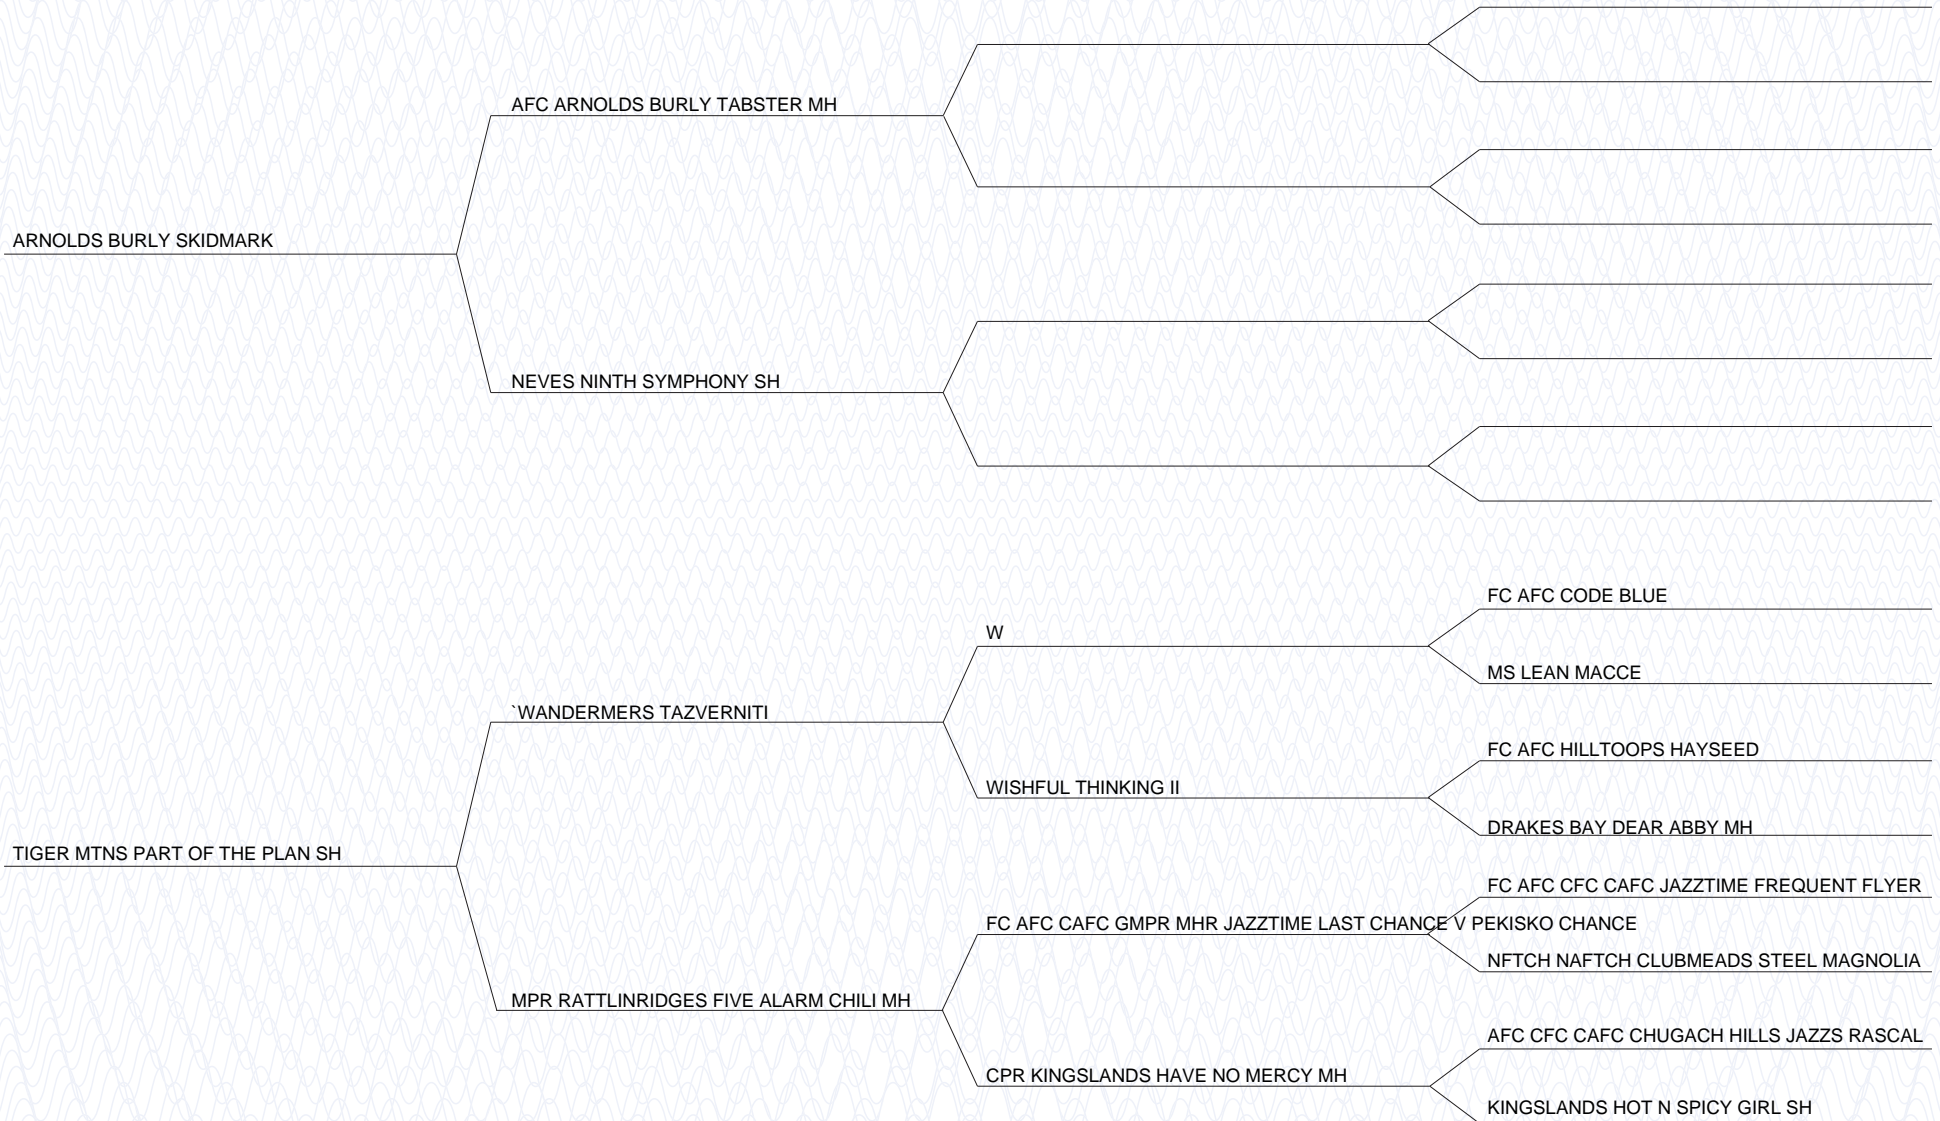 AFC ARNOLDS BURLY TABSTER MH
ARNOLDS BURLY SKIDMARK
NEVES NINTH SYMPHONY SH
FC AFC CODE BLUE
W
MS LEAN MACCE
`WANDERMERS TAZVERNITI
FC AFC HILLTOOPS HAYSEED
WISHFUL THINKING II
DRAKES BAY DEAR ABBY MH
TIGER MTNS PART OF THE PLAN SH
FC AFC CFC CAFC JAZZTIME FREQUENT FLYER
FC AFC CAFC GMPR MHR JAZZTIME LAST CHANCE V PEKISKO CHANCE
NFTCH NAFTCH CLUBMEADS STEEL MAGNOLIA
MPR RATTLINRIDGES FIVE ALARM CHILI MH
AFC CFC CAFC CHUGACH HILLS JAZZS RASCAL
CPR KINGSLANDS HAVE NO MERCY MH
KINGSLANDS HOT N SPICY GIRL SH